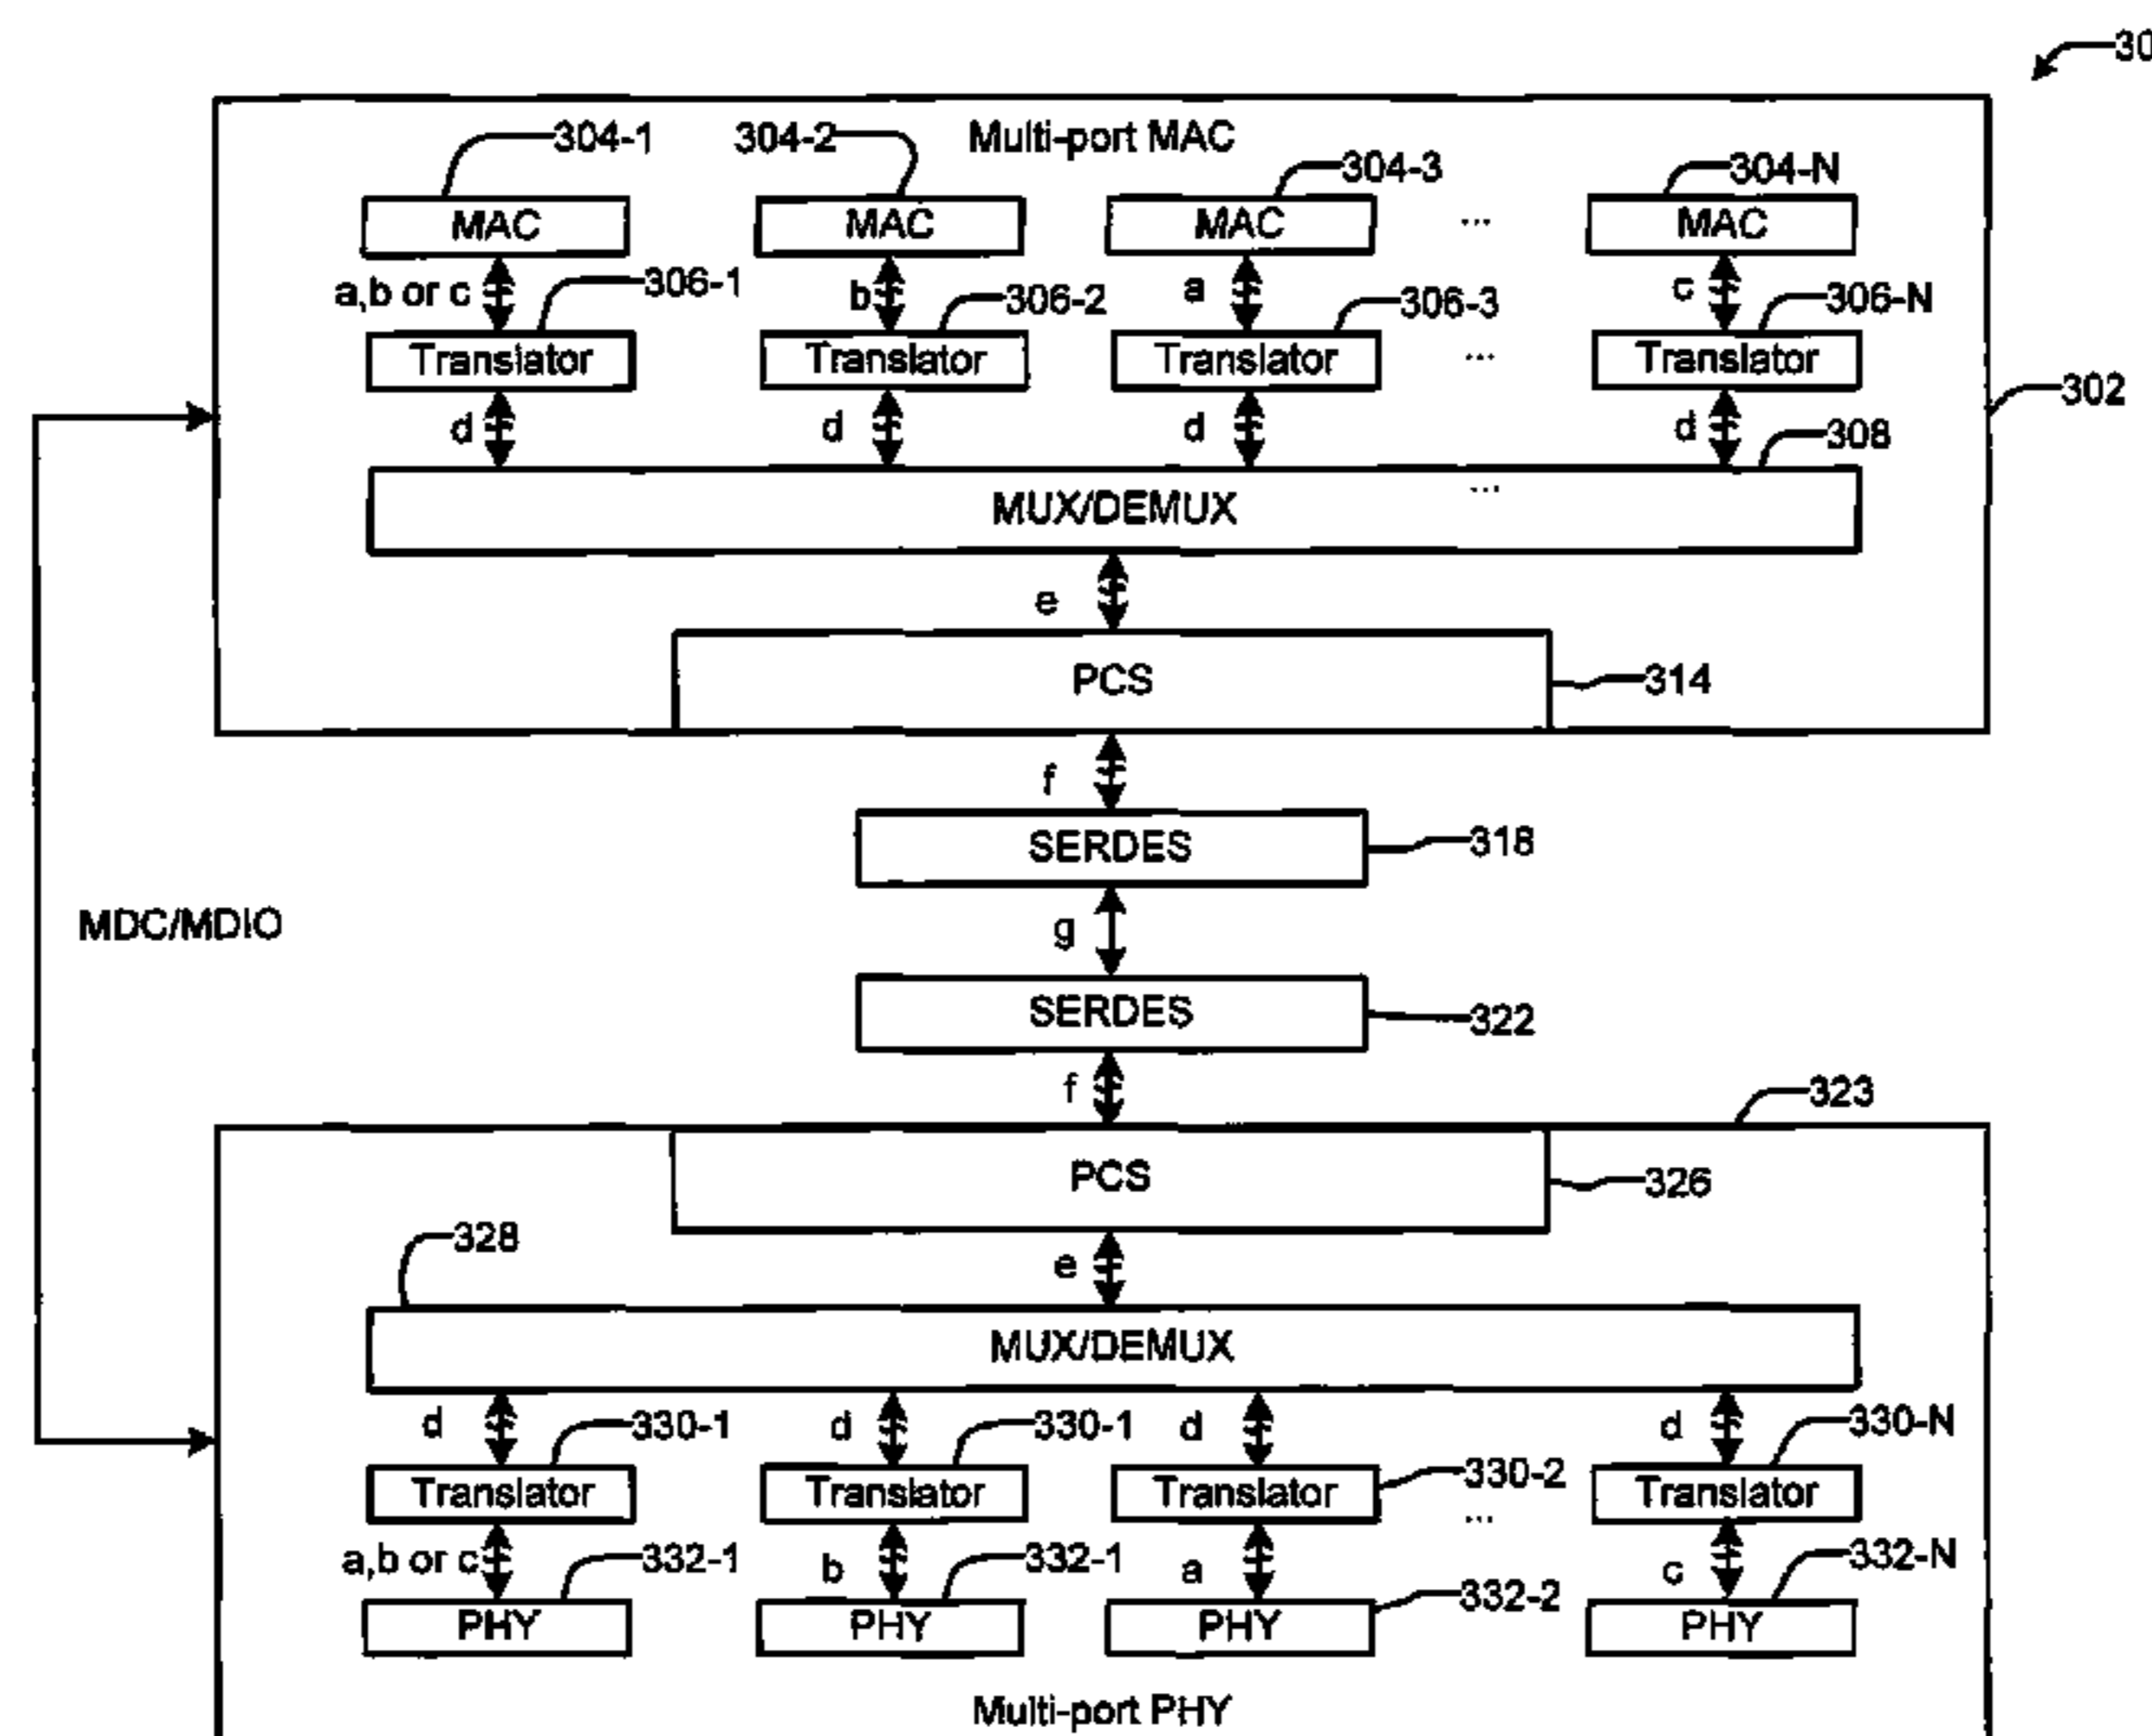 30
Multi-port MAC
304-1 304-2 304-3 304-N
MAC MAC MAC ... MAC
a,b or c 306-1 b 306-2 a 306-3 c 306-N
Translator Translator Translator ... Translator
302
d d d d 308
MUX/DEMUX ...
e
PCS 314
f
SERDES 318
MDC/MDIO g
SERDES 322
f
323
PCS 326
328
e
MUX/DEMUX
d 330-1 d 330-1 d d 330-N
Translator Translator Translator 330-2 Translator
...
a,b or c 332-1 b 332-1 a c 332-N
PHY PHY PHY 332-2 PHY
Multi-port PHY